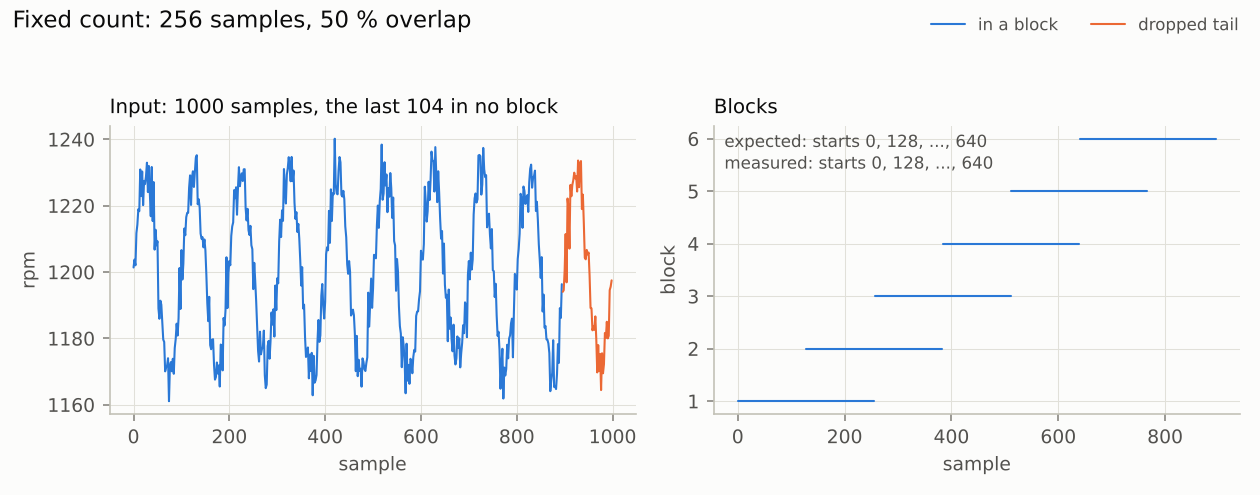 Fixed count: 256 samples, 50 % overlap
in a block
dropped tail
Input: 1000 samples, the last 104 in no block
1240
1220
1200
1180
1160
rpm
0
200
400
600
800
1000
sample
Blocks
expected: starts 0, 128, ..., 640
measured: starts 0, 128, ..., 640
6
5
4
3
2
1
block
0
200
400
600
800
sample